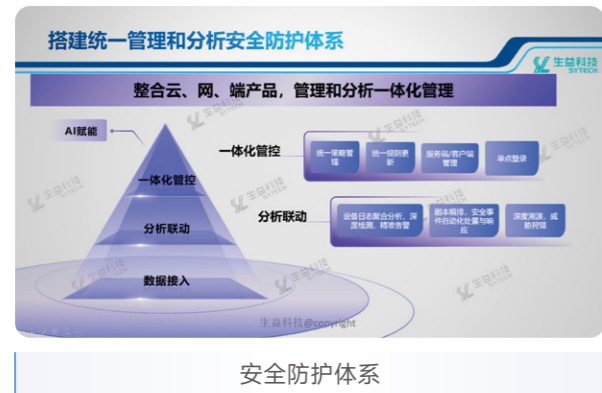 搭建统一管理和分析安全防护体系
生益科技
SYTECH
整合云、网、端产品，管理和分析一体化管理
AI赋能
一体化管控
分析联动
数据接入
一体化管控
统一策略管
理
统一规则更
新
服务端/客户端
管理
单点登录
分析联动
设备日志聚合分析、深
度检测、精准告警
剧本编排、安全事
件自动化处置与响
应
深度溯源、威
胁狩猎
生益科技@copyright
安全防护体系